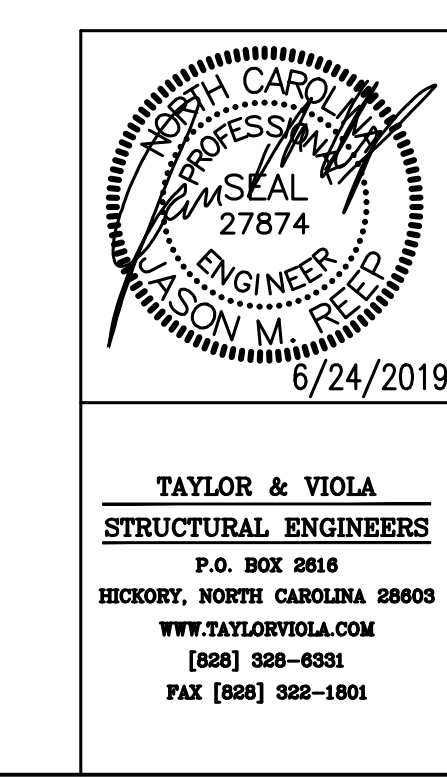 NORTH CAROLINA
PROFESSIONAL
SEAL
27874
ENGINEER
JASON M. REEP
6/24/2019
TAYLOR & VIOLA
STRUCTURAL ENGINEERS
P.O. BOX 2616
HICKORY, NORTH CAROLINA 28603
WWW.TAYLORVIOLA.COM
[828] 328-6331
FAX [828] 322-1801